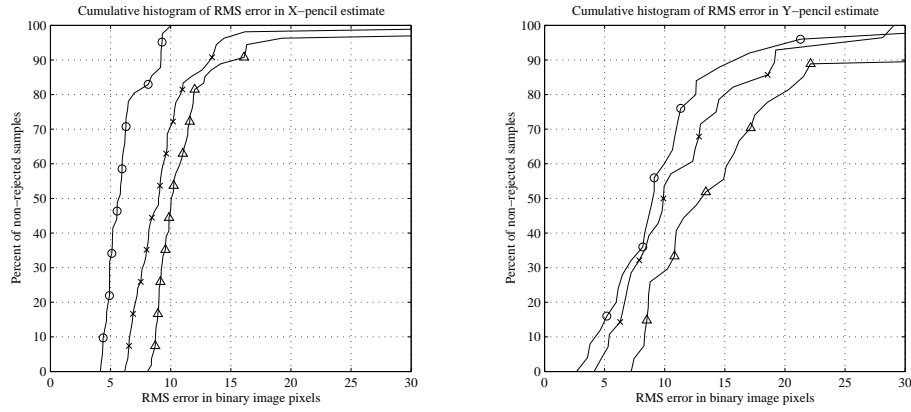 Cumulative histogram of RMS error in X−pencil estimate
100
90
80
70
60
50
40
30
20
10
0
Percent of non−rejected samples
0 5 10 15 20 25 30
RMS error in binary image pixels
Cumulative histogram of RMS error in Y−pencil estimate
100
90
80
70
60
50
40
30
20
10
0
Percent of non−rejected samples
0 5 10 15 20 25 30
RMS error in binary image pixels